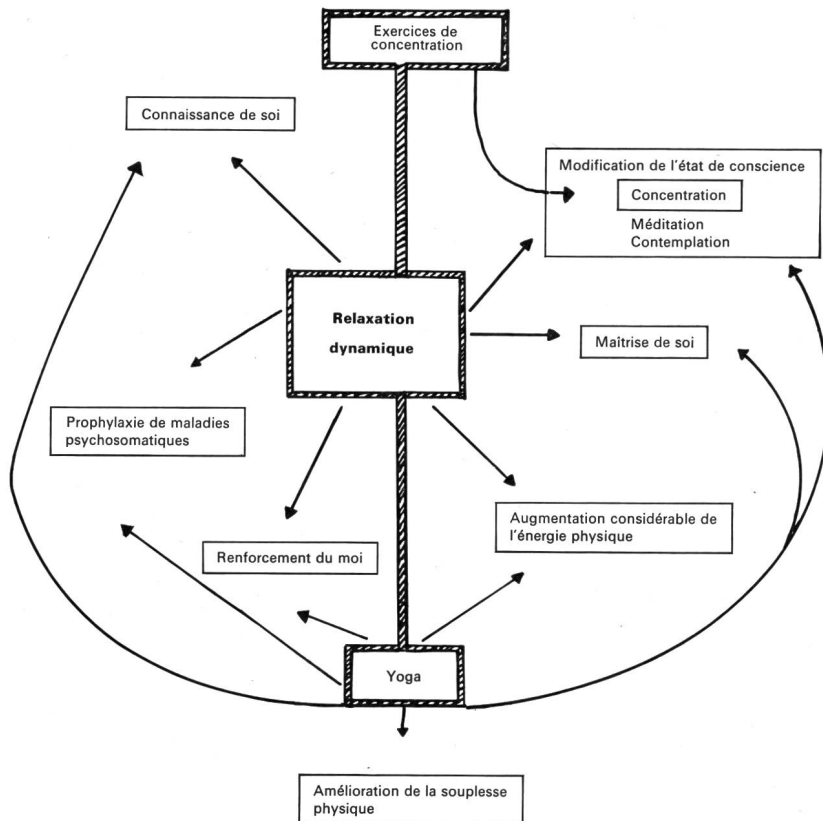 Exercices de
concentration
Connaissance de soi
Modification de l'état de conscience
Concentration
Méditation
Contemplation
Relaxation
dynamique
Maîtrise de soi
Prophylaxie de maladies
psychosomatiques
Augmentation considérable de
l'énergie physique
Renforcement du moi
Yoga
Amélioration de la souplesse
physique